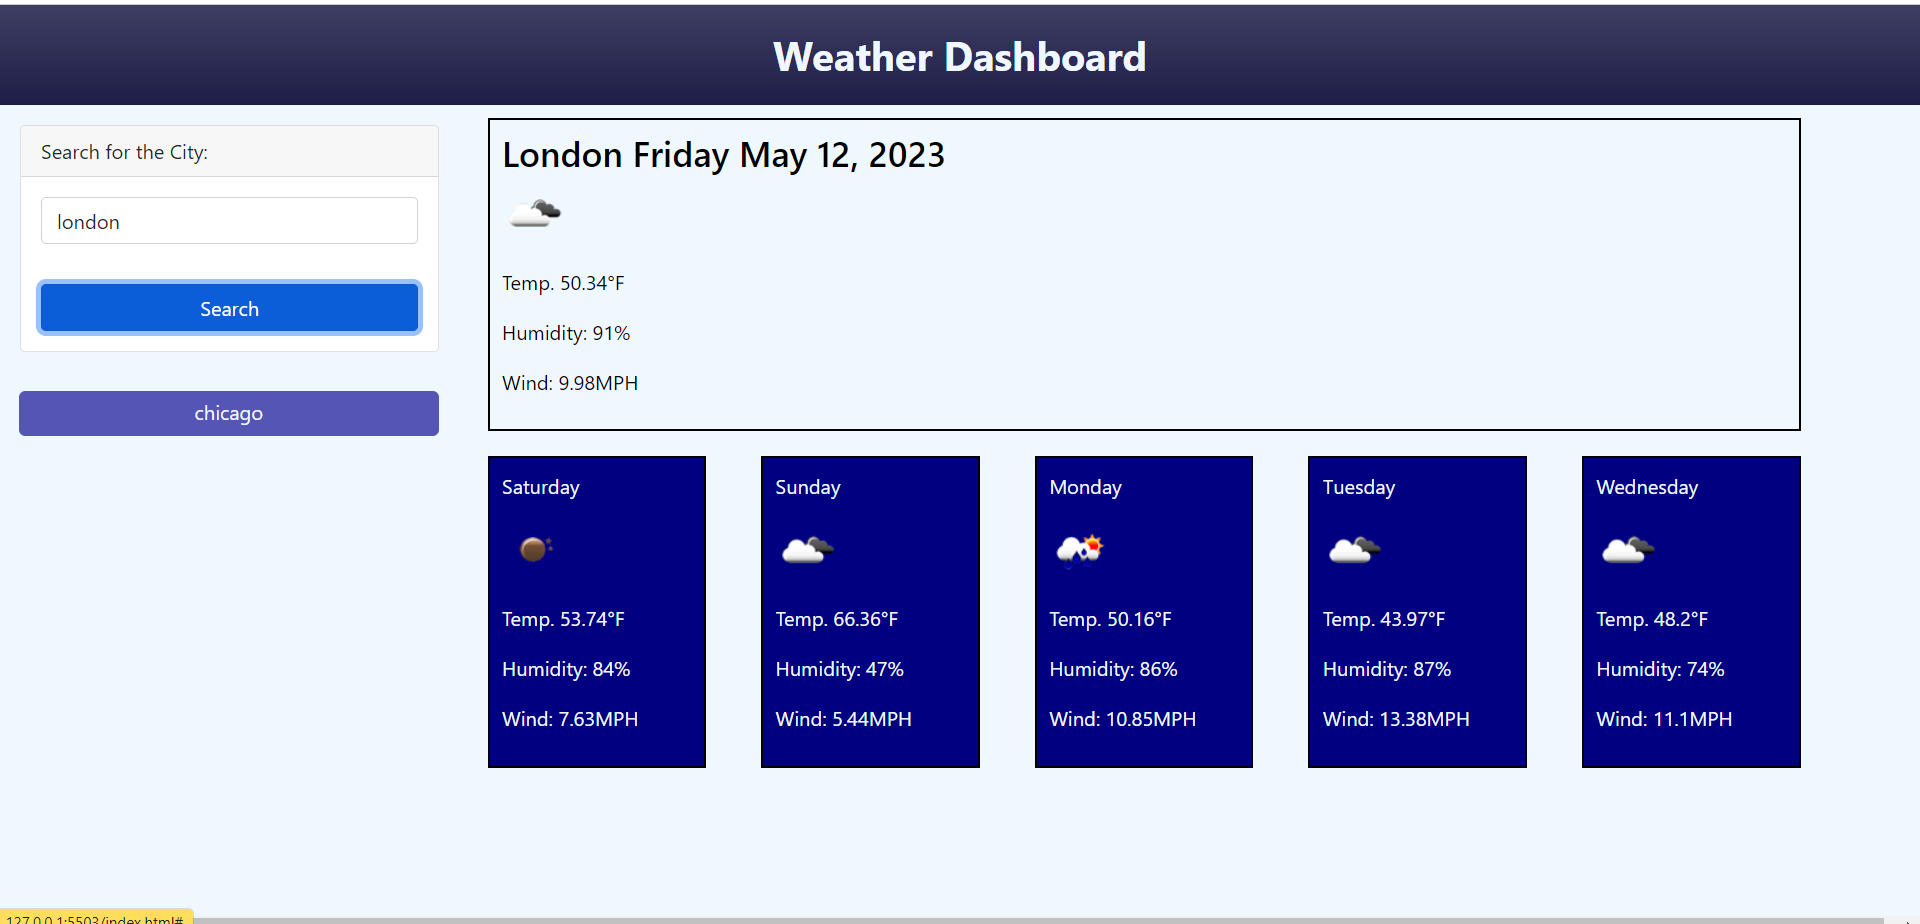 Weather Dashboard
Search for the City:
london
Search
chicago
London Friday May 12, 2023
Temp. 50.34°F
Humidity: 91%
Wind: 9.98MPH
Saturday
Temp. 53.74°F
Humidity: 84%
Wind: 7.63MPH
Sunday
Temp. 66.36°F
Humidity: 47%
Wind: 5.44MPH
Monday
Temp. 50.16°F
Humidity: 86%
Wind: 10.85MPH
Tuesday
Temp. 43.97°F
Humidity: 87%
Wind: 13.38MPH
Wednesday
Temp. 48.2°F
Humidity: 74%
Wind: 11.1MPH
127.0.0.1:5503/index.html#